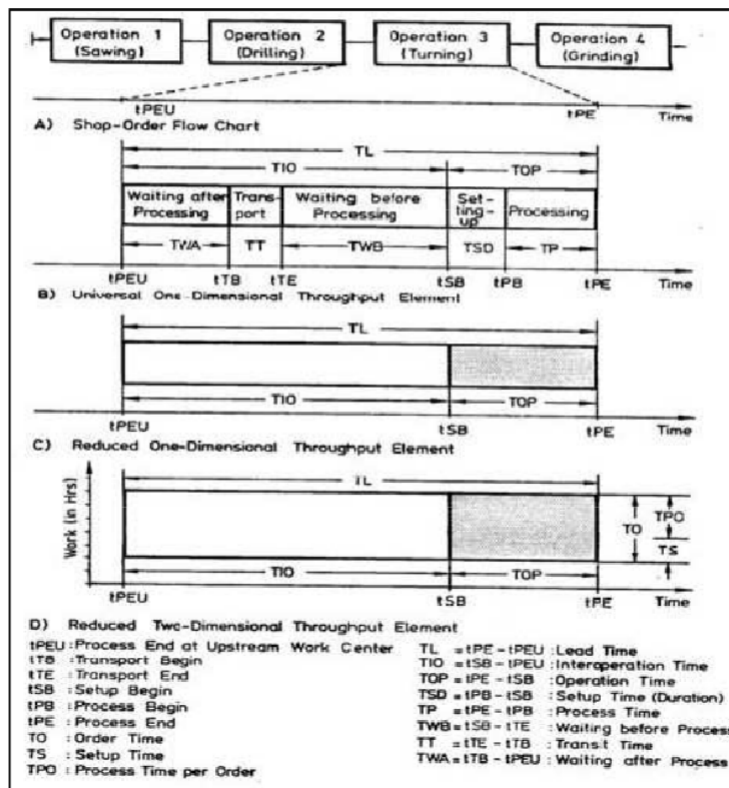 Operation 1 Operation 2 Operation 3 Operation 4
(Sawing) (Drilling) (Turning) (Grinding)
tPEU tPE Time
A) Shop-Order Flow Chart
TL
TIO TOP
Waiting after Trans- Waiting before Set- Processing
Processing port Processing ting-
up
TWA TT TWB TSD TP
tPEU tTB tTE tSB tPB tPE Time
B) Universal One-Dimensional Throughput Element
TL
TIO TOP
tPEU tSB tPE Time
C) Reduced One-Dimensional Throughput Element
Work (in Hrs)
TL
TO TPO
TS
TIO TOP
tPEU tSB tPE Time
D) Reduced Two-Dimensional Throughput Element
tPEU :Process End at Upstream Work Center
tTB : Transport Begin
tTE : Transport End
tSB : Setup Begin
tPB : Process Begin
tPE : Process End
TO : Order Time
TS : Setup Time
TPO : Process Time per Order
TL = tPE - tPEU : Lead Time
TIO = tSB - tPEU : Interoperation Time
TOP = tPE - tSB : Operation Time
TSD = tPB - tSB : Setup Time (Duration)
TP = tPE - tPB : Process Time
TWB = tSB - tTE : Waiting before Process
TT = tTE - tTB : Transit Time
TWA = tTB - tPEU : Waiting after Process